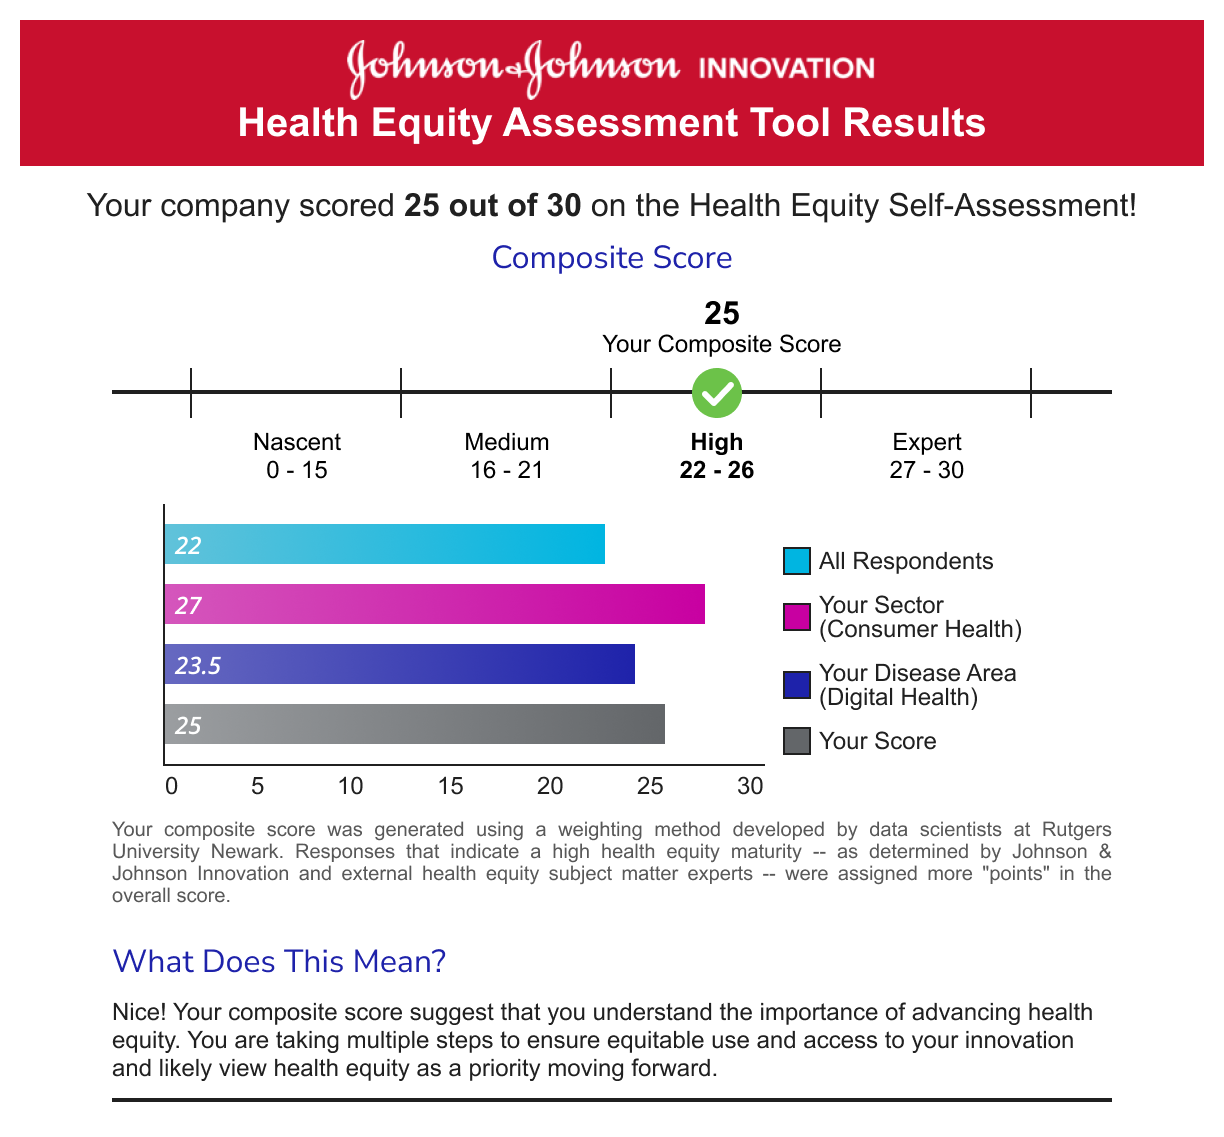 Johnson&Johnson INNOVATION
Health Equity Assessment Tool Results
Your company scored 25 out of 30 on the Health Equity Self-Assessment!
Composite Score
25
Your Composite Score
Nascent Medium High Expert
0 - 15 16 - 21 22 - 26 27 - 30
22
27
23.5
25
0 5 10 15 20 25 30
All Respondents
Your Sector
(Consumer Health)
Your Disease Area
(Digital Health)
Your Score
Your composite score was generated using a weighting method developed by data scientists at Rutgers
University Newark. Responses that indicate a high health equity maturity -- as determined by Johnson &
Johnson Innovation and external health equity subject matter experts -- were assigned more "points" in the
overall score.
What Does This Mean?
Nice! Your composite score suggest that you understand the importance of advancing health
equity. You are taking multiple steps to ensure equitable use and access to your innovation
and likely view health equity as a priority moving forward.